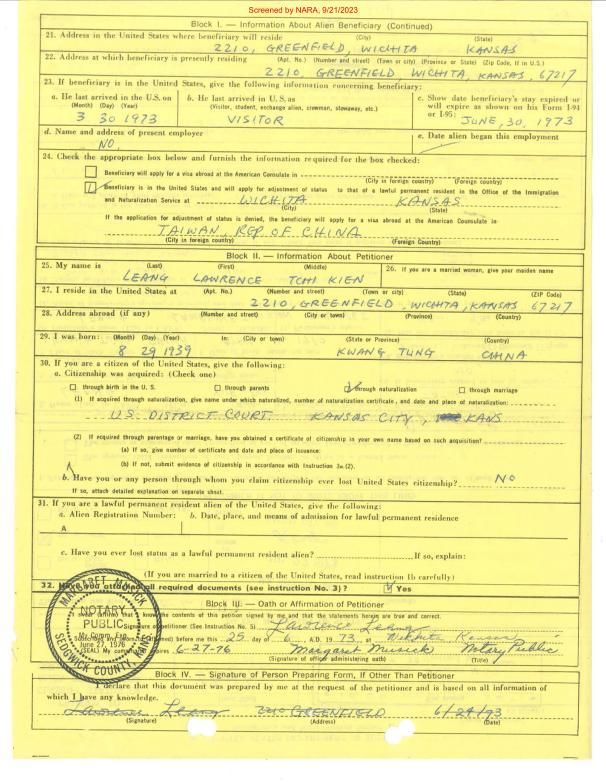 Screened by NARA, 9/21/2023
Block I. — Information About Alien Beneficiary (Continued)
21. Address in the United States where beneficiary will reside (City) (State)
2210, GREENFIELD, WICHITA KANSAS
22. Address at which beneficiary is presently residing (Apt. No.) (Number and street) (Town or city) (Province or State) (Zip Code, if in U.S.)
2210, GREENFIELD, WICHITA, KANSAS, 67217
23. If beneficiary is in the United States, give the following information concerning beneficiary:
a. He last arrived in the U.S. on (Month) (Day) (Year)
3 30 1973
b. He last arrived in U.S. as (Visitor, student, exchange alien, crewman, stowaway, etc.)
VISITOR
c. Show date beneficiary's stay expired or will expire as shown on his Form I-94 or I-95:
JUNE, 30, 1973
d. Name and address of present employer
NO
e. Date alien began this employment
24. Check the appropriate box below and furnish the information required for the box checked:
Beneficiary will apply for a visa abroad at the American Consulate in
(City in foreign country) (Foreign country)
Beneficiary is in the United States and will apply for adjustment of status to that of a lawful permanent resident in the Office of the Immigration
and Naturalization Service at WICHITA KANSAS
(City) (State)
If the application for adjustment of status is denied, the beneficiary will apply for a visa abroad at the American Consulate in
TAIWAN, REP OF CHINA
(City in foreign country) (Foreign Country)
Block II. — Information About Petitioner
25. My name is (Last) (First) (Middle)
LEANG LAWRENCE TCHI KIEN
26. If you are a married woman, give your maiden name
27. I reside in the United States at (Apt. No.) (Number and street) (Town or city) (State) (ZIP Code)
2210, GREENFIELD, WICHITA, KANSAS 67217
28. Address abroad (if any) (Number and street) (City or town) (Province) (Country)
29. I was born: (Month) (Day) (Year) In: (City or town) (State or Province) (Country)
8 29 1939 KWANG TUNG CHINA
30. If you are a citizen of the United States, give the following:
a. Citizenship was acquired: (Check one)
through birth in the U. S. through parents through naturalization through marriage
(1) If acquired through naturalization, give name under which naturalized, number of naturalization certificate, and date and place of naturalization:
U.S. DISTRICT COURT. KANSAS CITY, KANS
(2) If acquired through parentage or marriage, have you obtained a certificate of citizenship in your own name based on such acquisition?
(a) If so, give number of certificate and date and place of issuance:
(b) If not, submit evidence of citizenship in accordance with Instruction 3a.(2).
b. Have you or any person through whom you claim citizenship ever lost United States citizenship? NO
If so, attach detailed explanation on separate sheet.
31. If you are a lawful permanent resident alien of the United States, give the following:
a. Alien Registration Number: b. Date, place, and means of admission for lawful permanent residence
A
c. Have you ever lost status as a lawful permanent resident alien? If so, explain:
(If you are married to a citizen of the United States, read instruction 1b carefully)
32. Have you attached all required documents (see instruction No. 3)? Yes
Block III. — Oath or Affirmation of Petitioner
I swear (affirm) that I know the contents of this petition signed by me and that the statements herein are true and correct.
Signature of petitioner (See Instruction No. 5) Lawrence Leang
before me this 25 day of 6, A.D. 19 73, at Wichita Kansas
(SEAL) My 6-27-76 Margaret Musick Notary Public
(Signature of officer administering oath) (Title)
MARGARET MUSICK
NOTARY PUBLIC
My Comm. Exp. June 27, 1976
SEDGWICK COUNTY, KANS.
Block IV. — Signature of Person Preparing Form, If Other Than Petitioner
I declare that this document was prepared by me at the request of the petitioner and is based on all information of
which I have any knowledge.
Lawrence Leang 2210 GREENFIELD 6/24/73
(Signature) (Address) (Date)